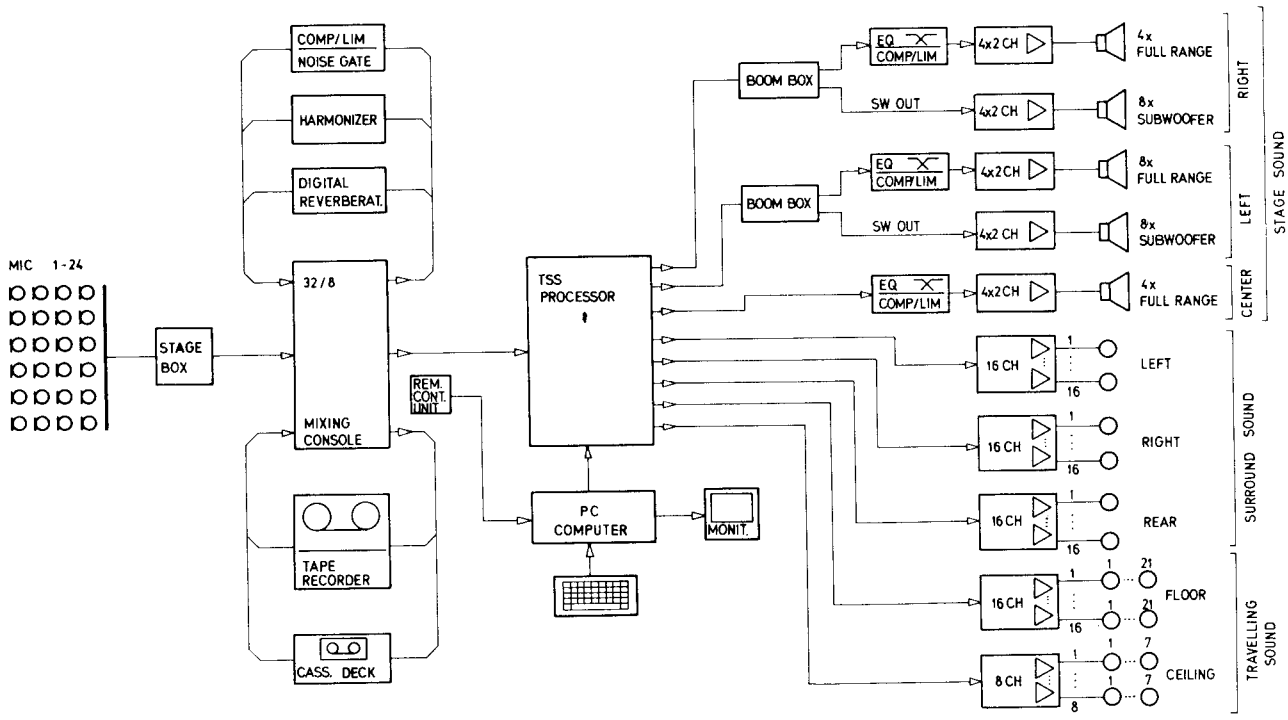 COMP/LIM
NOISE GATE
HARMONIZER
DIGITAL
REVERBERAT.
MIC 1-24
STAGE
BOX
32/8
MIXING
CONSOLE
TAPE
RECORDER
CASS. DECK
REM.
CONT.
UNIT
TSS
PROCESSOR
PC
COMPUTER
MONIT.
BOOM BOX
EQ
COMP/LIM
4x2 CH
4x
FULL RANGE
SW OUT
4x2 CH
8x
SUBWOOFER
RIGHT
BOOM BOX
EQ
COMP/LIM
4x2 CH
8x
FULL RANGE
SW OUT
4x2 CH
8x
SUBWOOFER
LEFT
EQ
COMP/LIM
4x2 CH
4x
FULL RANGE
CENTER
STAGE SOUND
16 CH
1
16
LEFT
16 CH
1
16
RIGHT
16 CH
1
16
REAR
SURROUND SOUND
16 CH
1
16
1 21
1 21
FLOOR
8 CH
1
8
1 7
1 7
CEILING
TRAVELLING
SOUND